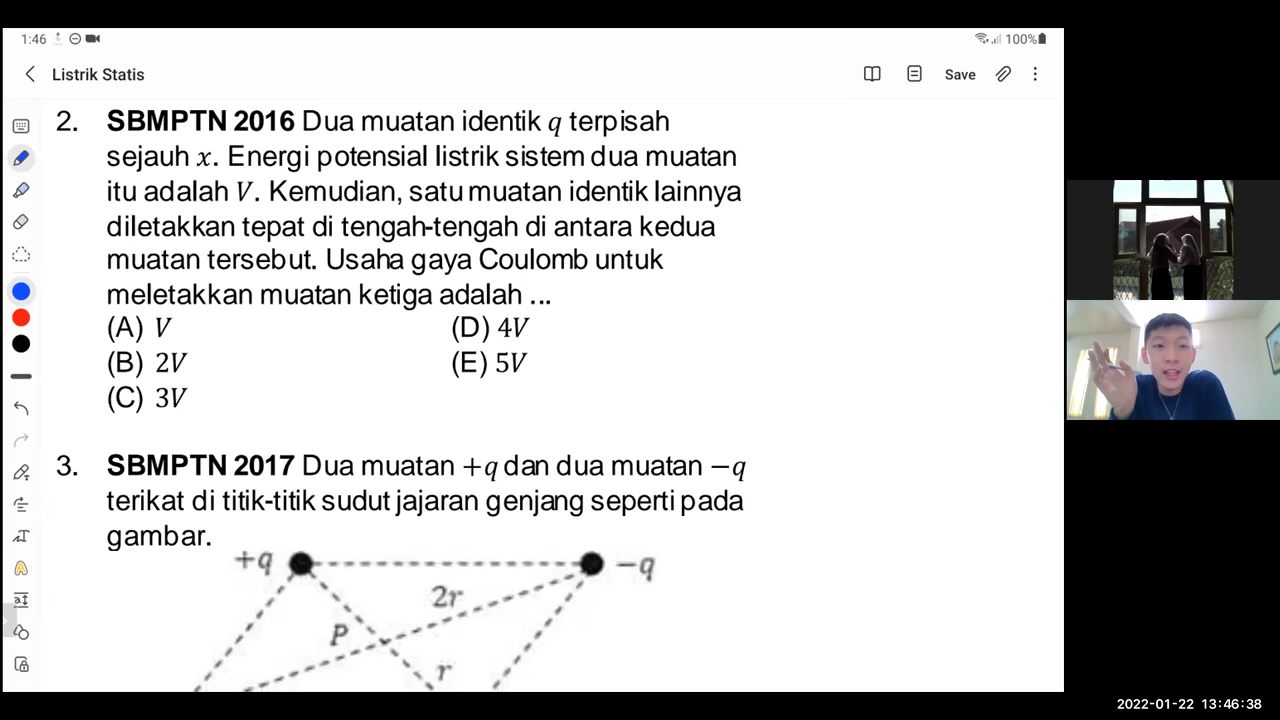 1:46
100%
Listrik Statis
Save
2. SBMPTN 2016 Dua muatan identik q terpisah
sejauh x. Energi potensial listrik sistem dua muatan
itu adalah V. Kemudian, satu muatan identik lainnya
diletakkan tepat di tengah-tengah di antara kedua
muatan tersebut. Usaha gaya Coulomb untuk
meletakkan muatan ketiga adalah ...
(A) V (D) 4V
(B) 2V (E) 5V
(C) 3V
3. SBMPTN 2017 Dua muatan +q dan dua muatan −q
terikat di titik-titik sudut jajaran genjang seperti pada
gambar.
+q −q
2r
P
r
2022-01-22 13:46:38